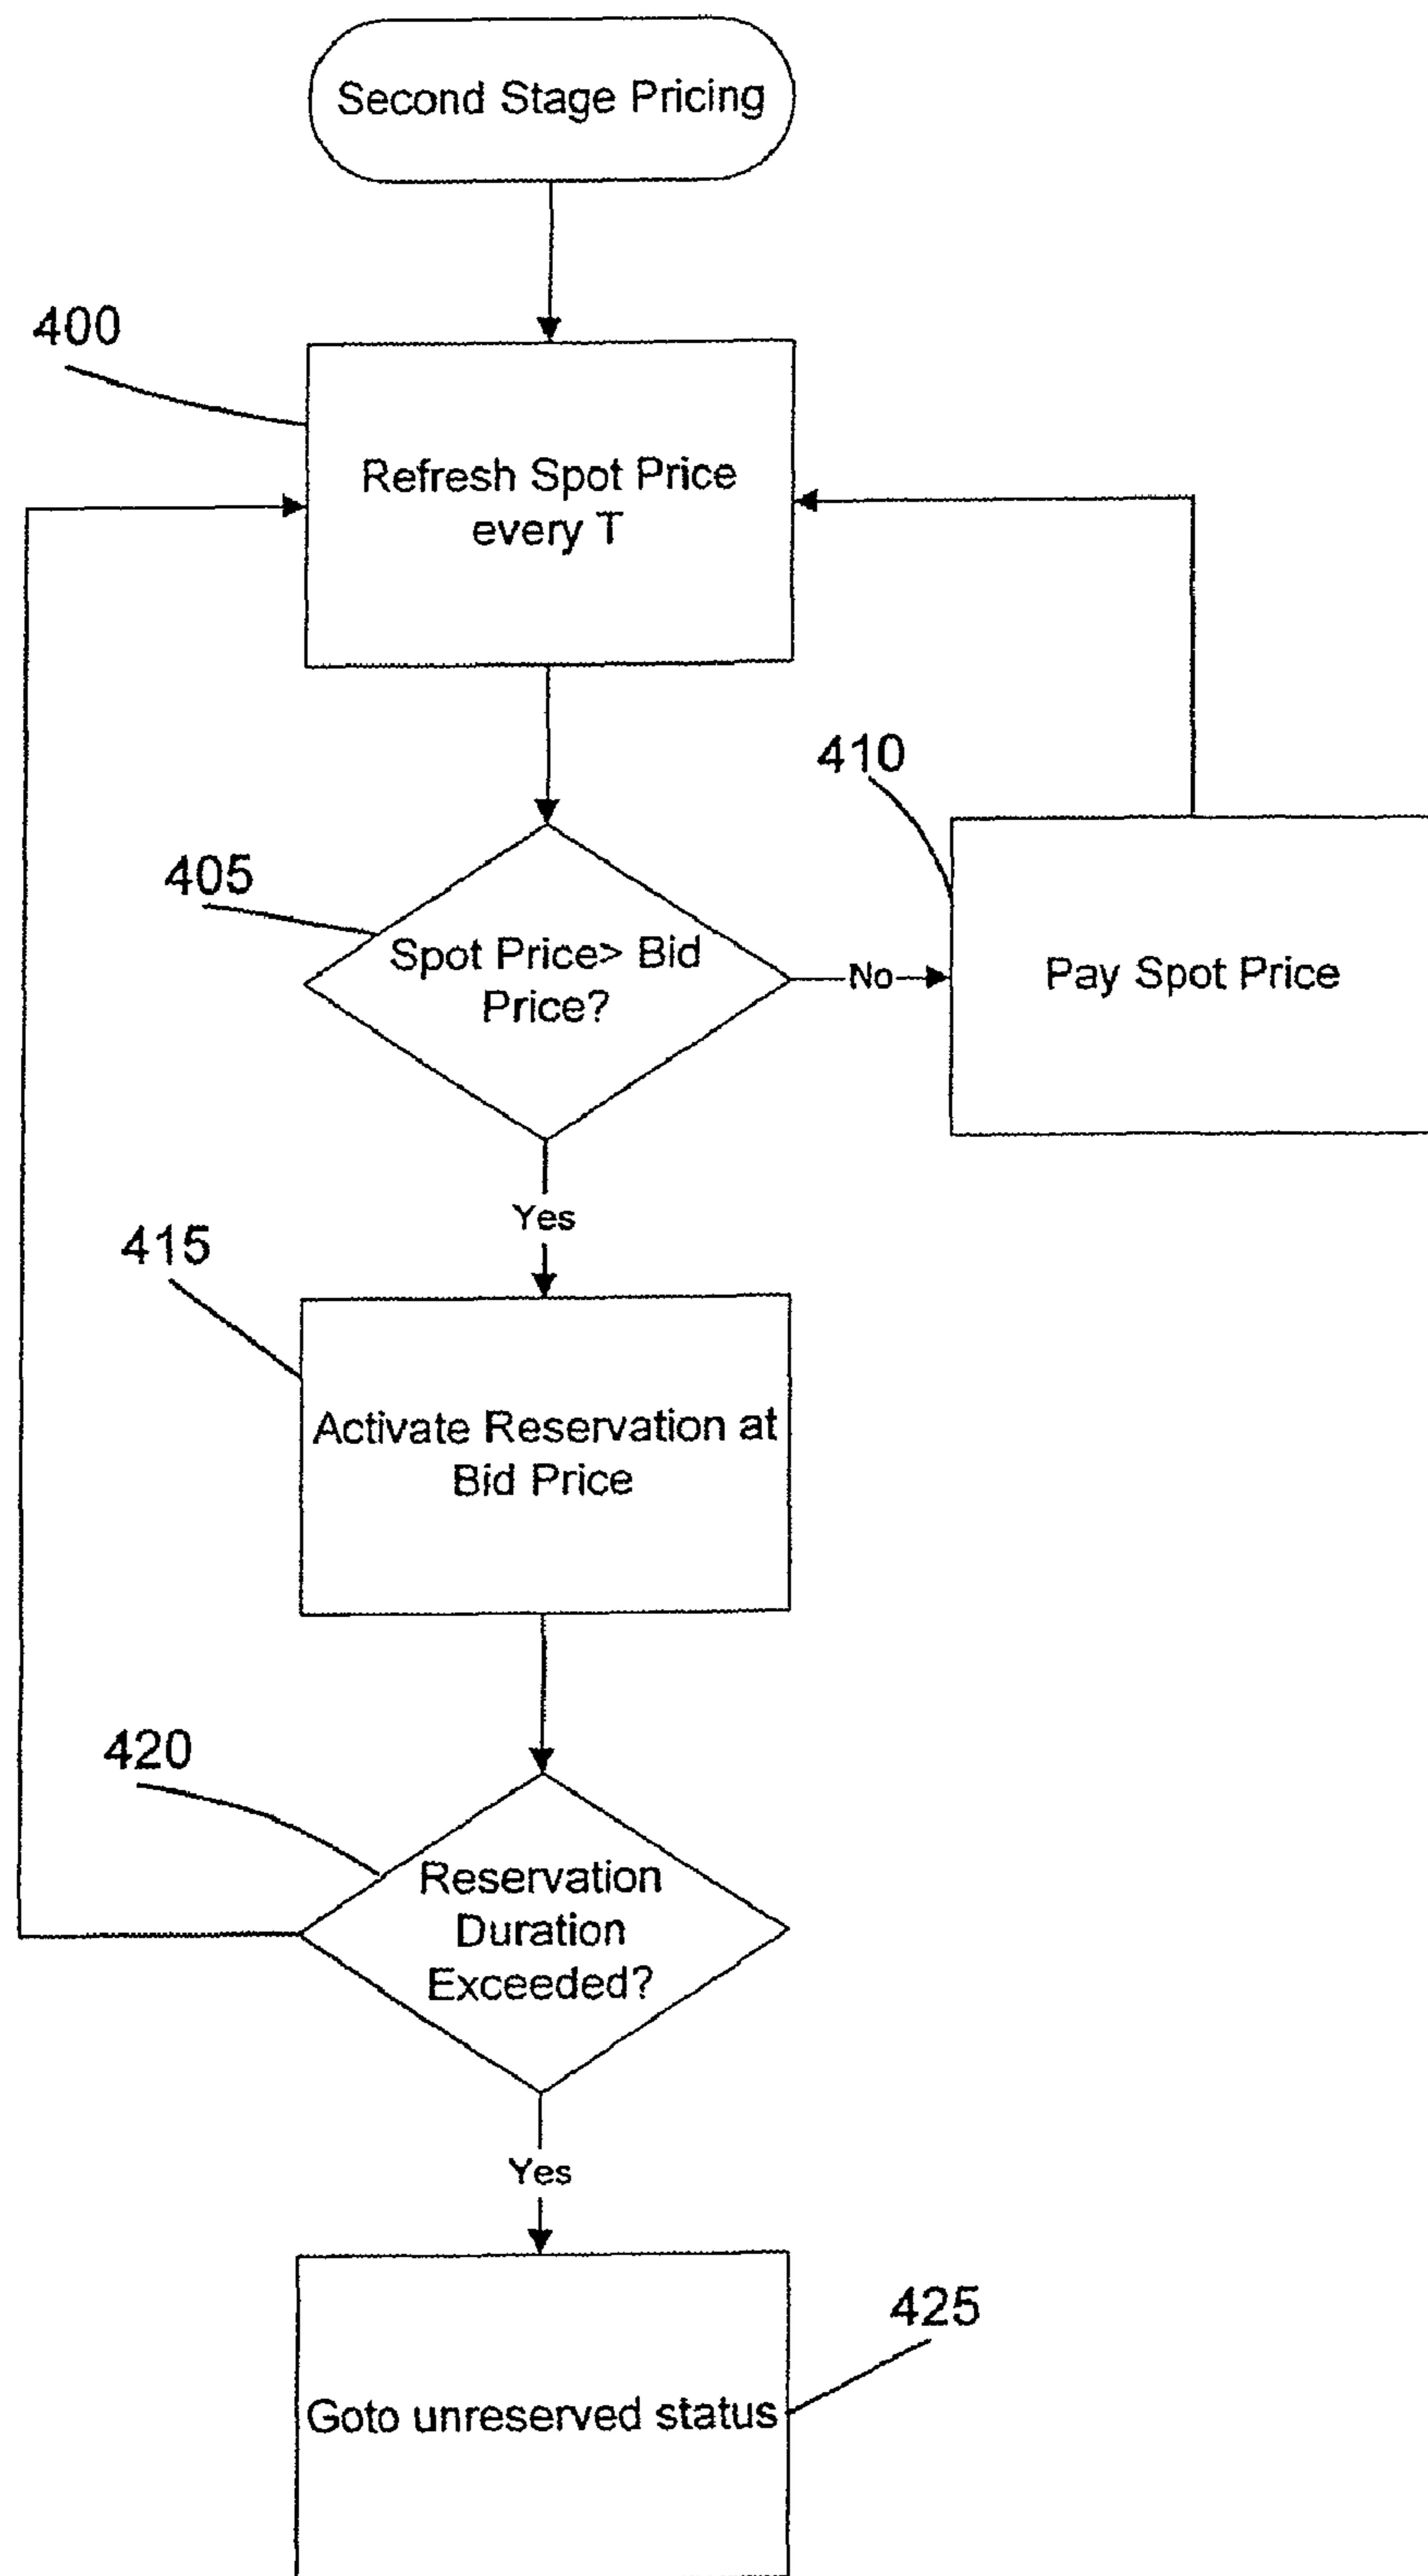 Second Stage Pricing
400
Refresh Spot Price
every T
410
405
Spot Price> Bid
Price?
No
Pay Spot Price
Yes
415
Activate Reservation at
Bid Price
420
Reservation
Duration
Exceeded?
Yes
425
Goto unreserved status